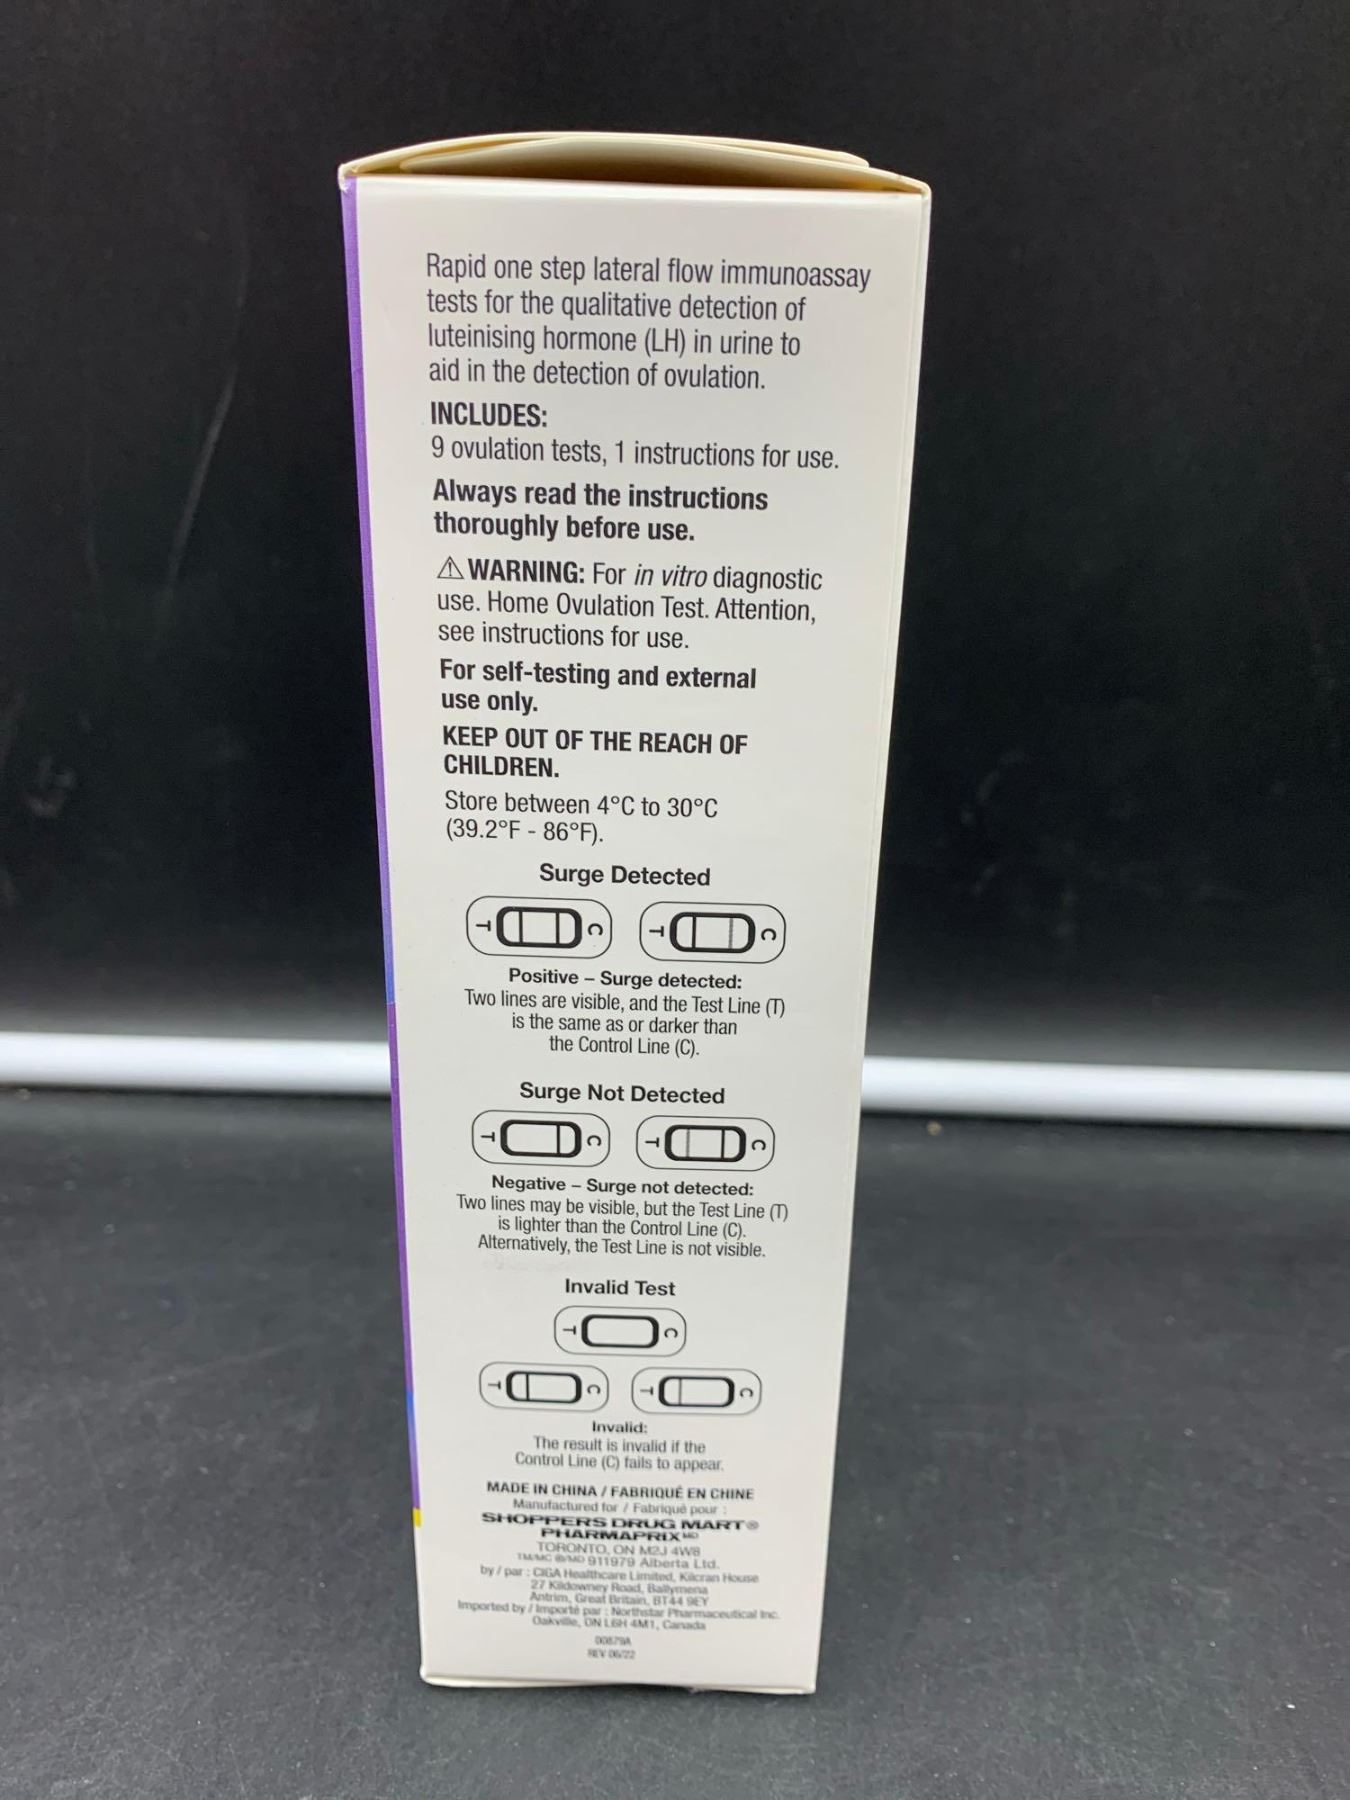 Rapid one step lateral flow immunoassay
tests for the qualitative detection of
luteinising hormone (LH) in urine to
aid in the detection of ovulation.
INCLUDES:
9 ovulation tests, 1 instructions for use.
Always read the instructions
thoroughly before use.
⚠ WARNING: For in vitro diagnostic
use. Home Ovulation Test. Attention,
see instructions for use.
For self-testing and external
use only.
KEEP OUT OF THE REACH OF
CHILDREN.
Store between 4°C to 30°C
(39.2°F - 86°F).
Surge Detected
T C T C
Positive – Surge detected:
Two lines are visible, and the Test Line (T)
is the same as or darker than
the Control Line (C).
Surge Not Detected
T C T C
Negative – Surge not detected:
Two lines may be visible, but the Test Line (T)
is lighter than the Control Line (C).
Alternatively, the Test Line is not visible.
Invalid Test
T C
T C T C
Invalid:
The result is invalid if the
Control Line (C) fails to appear.
MADE IN CHINA / FABRIQUÉ EN CHINE
Manufactured for / Fabriqué pour :
SHOPPERS DRUG MART®
PHARMAPRIX MD
TORONTO, ON M2J 4W8
TM/MC ®/MD 911979 Alberta Ltd.
by / par : CIGA Healthcare Limited, Kilcran House
27 Kildowney Road, Ballymena
Antrim, Great Britain, BT44 9EY
Imported by / Importé par : Northstar Pharmaceutical Inc.
Oakville, ON L6H 4M1, Canada
00879A
REV 06/22